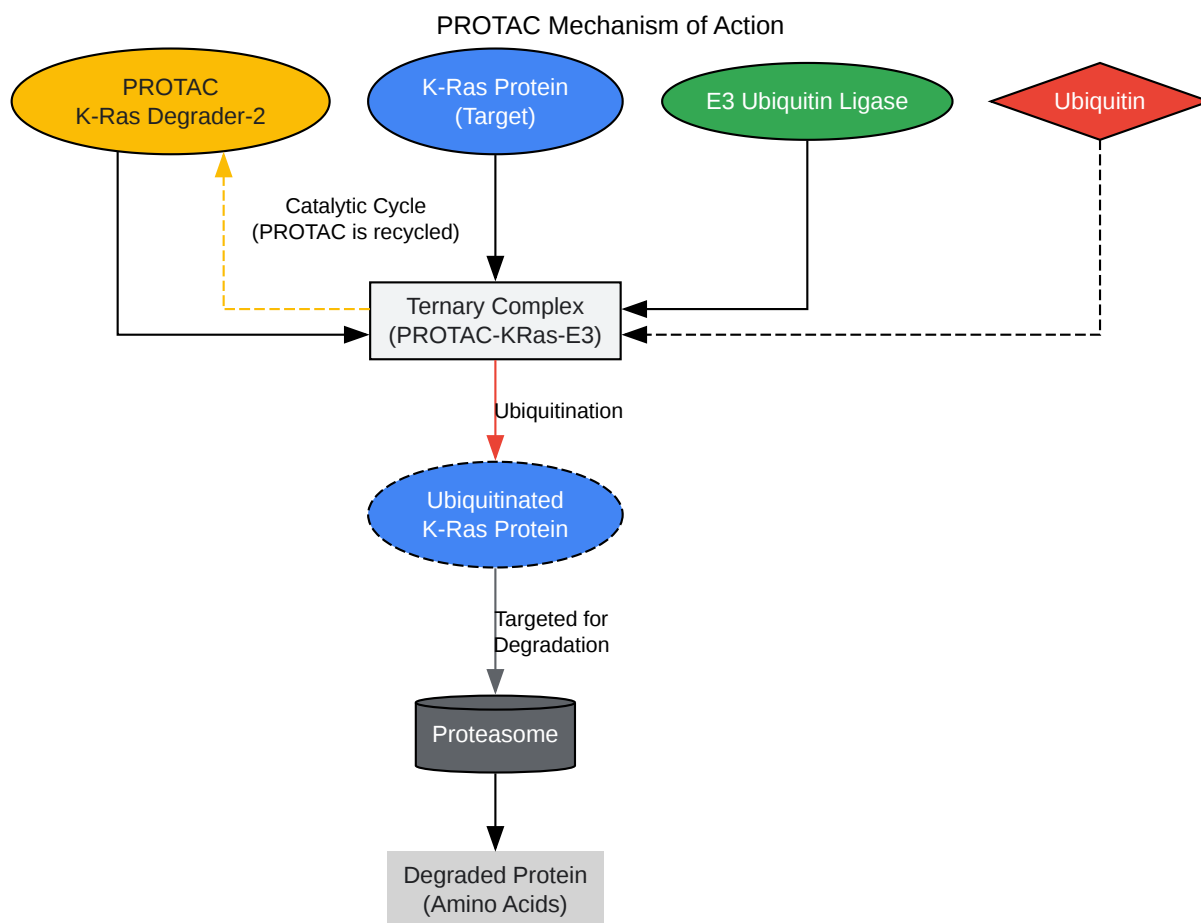 PROTAC Mechanism of Action
PROTAC
K-Ras Degrader-2
K-Ras Protein
(Target)
E3 Ubiquitin Ligase
Ubiquitin
Catalytic Cycle
(PROTAC is recycled)
Ternary Complex
(PROTAC-KRas-E3)
Ubiquitination
Ubiquitinated
K-Ras Protein
Targeted for
Degradation
Proteasome
Degraded Protein
(Amino Acids)